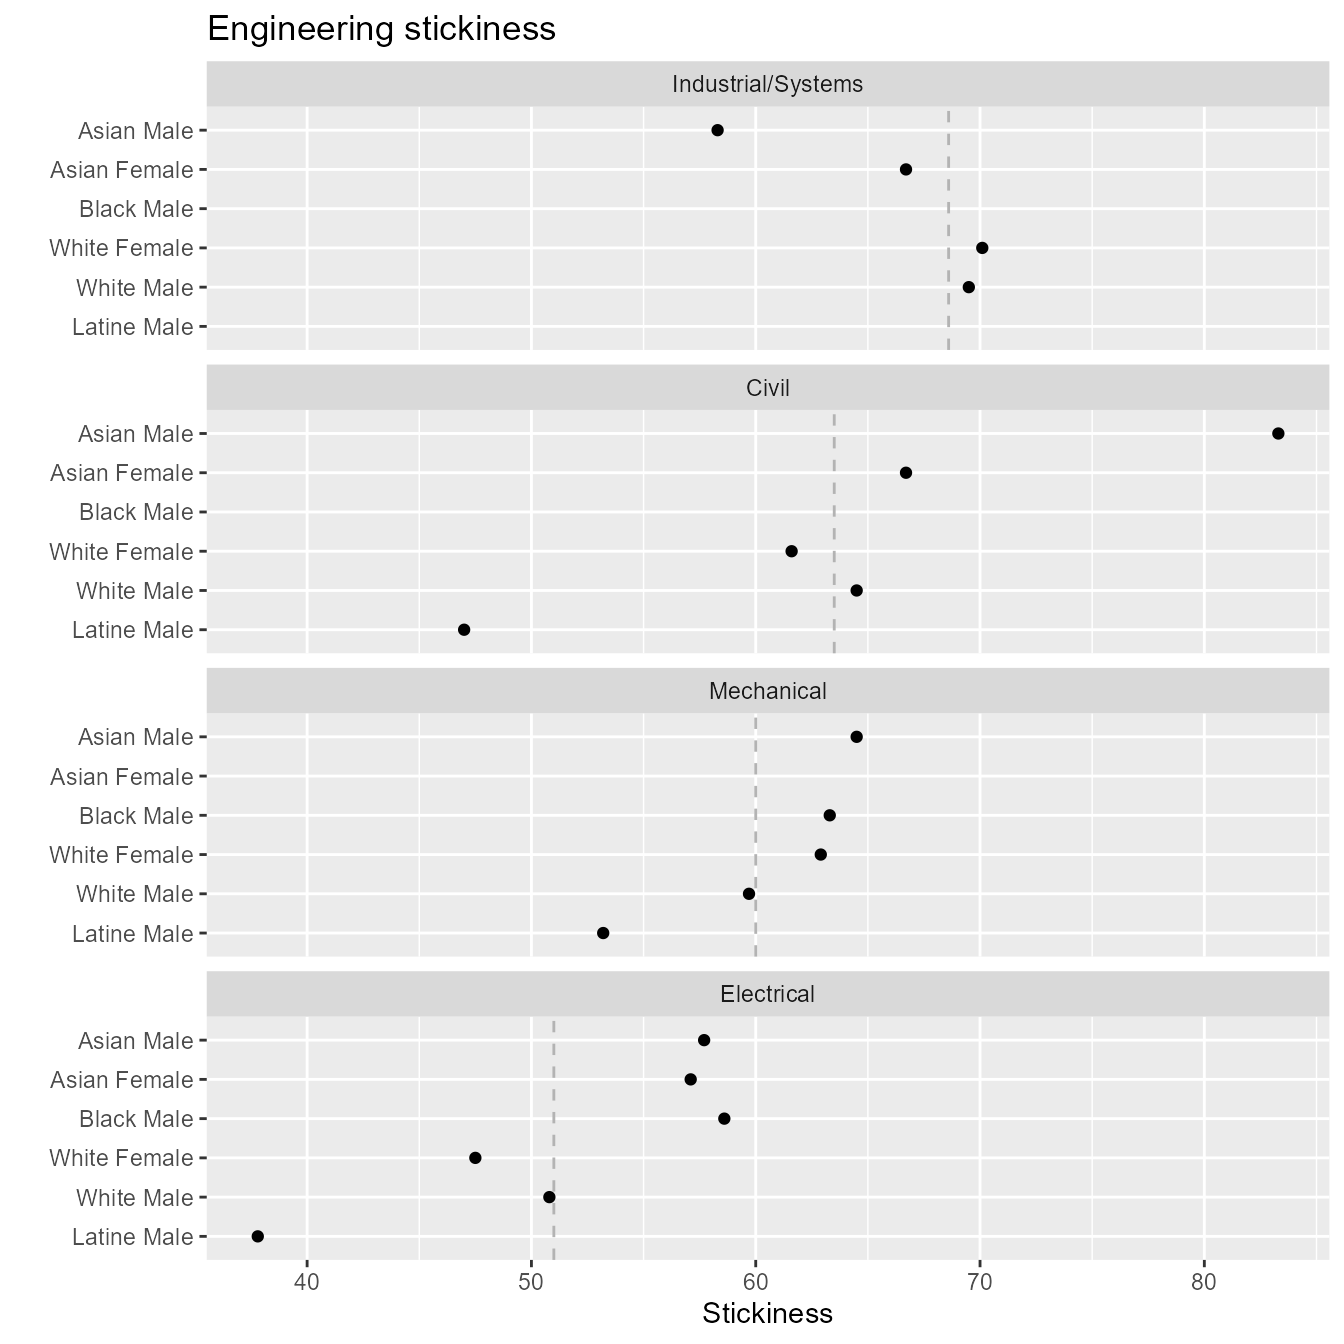 Engineering stickiness
Industrial/Systems
Asian Male
Asian Female
Black Male
White Female
White Male
Latine Male
Civil
Asian Male
Asian Female
Black Male
White Female
White Male
Latine Male
Mechanical
Asian Male
Asian Female
Black Male
White Female
White Male
Latine Male
Electrical
Asian Male
Asian Female
Black Male
White Female
White Male
Latine Male
40 50 60 70 80
Stickiness